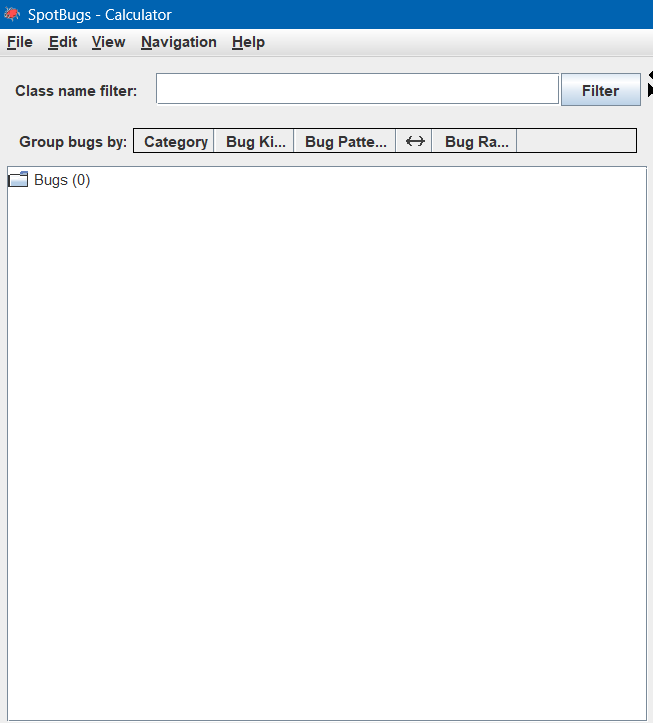 SpotBugs - Calculator
File Edit View Navigation Help
Class name filter: Filter
Group bugs by: Category Bug Ki... Bug Patte... ↔ Bug Ra...
Bugs (0)